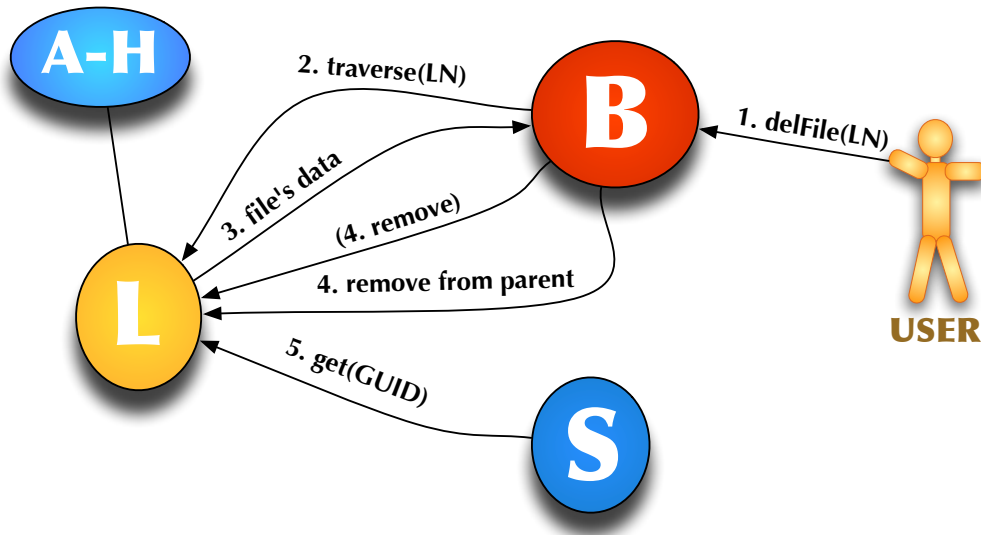 A-H
2. traverse(LN)
B
1. delFile(LN)
3. file's data
(4. remove)
4. remove from parent
L
USER
5. get(GUID)
S